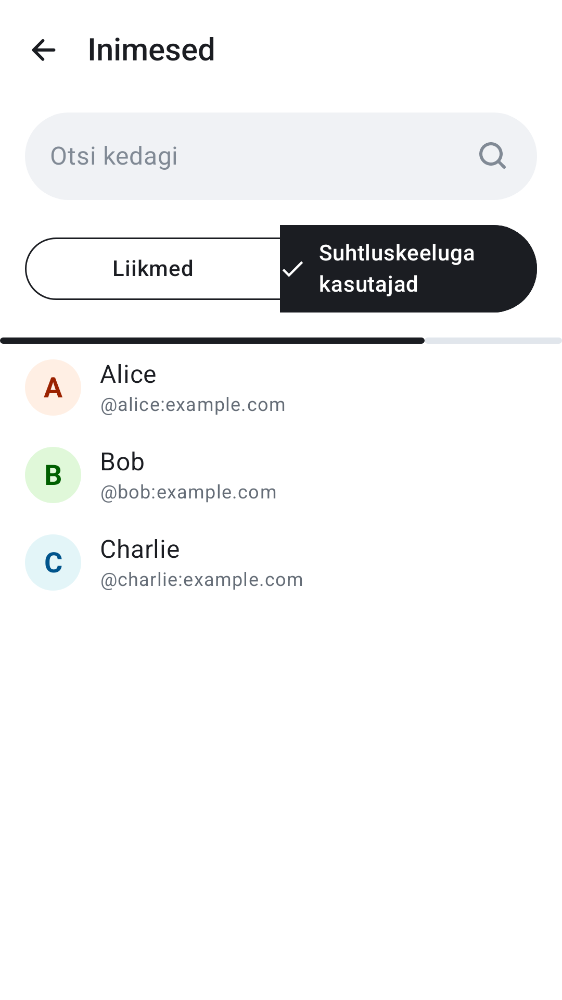 Inimesed
Otsi kedagi
Liikmed
Suhtluskeeluga
kasutajad
A
Alice
@alice:example.com
B
Bob
@bob:example.com
C
Charlie
@charlie:example.com